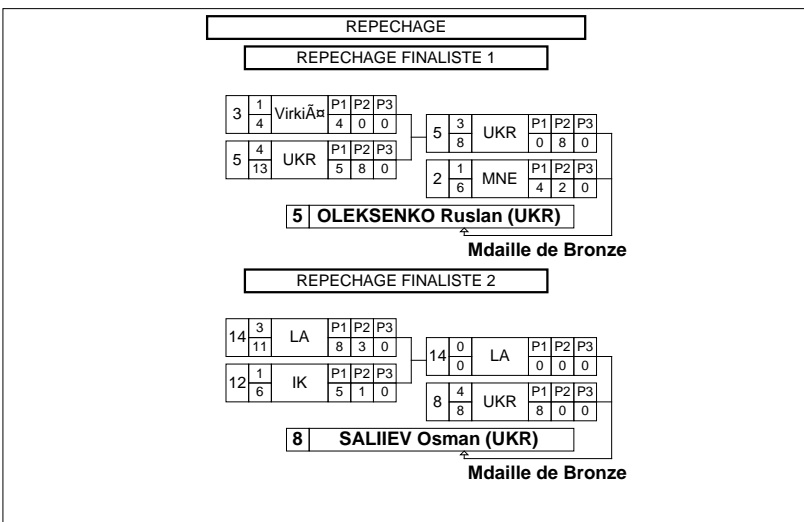 REPECHAGE
REPECHAGE FINALISTE 1
3 1 4 VirkiÃ¤ P1 P2 P3 4 0 0
5 3 8 UKR P1 P2 P3 0 8 0
5 4 13 UKR P1 P2 P3 5 8 0
2 1 6 MNE P1 P2 P3 4 2 0
5 OLEKSENKO Ruslan (UKR)
Mdaille de Bronze
REPECHAGE FINALISTE 2
14 3 11 LA P1 P2 P3 8 3 0
14 0 0 LA P1 P2 P3 0 0 0
12 1 6 IK P1 P2 P3 5 1 0
8 4 8 UKR P1 P2 P3 8 0 0
8 SALIIEV Osman (UKR)
Mdaille de Bronze